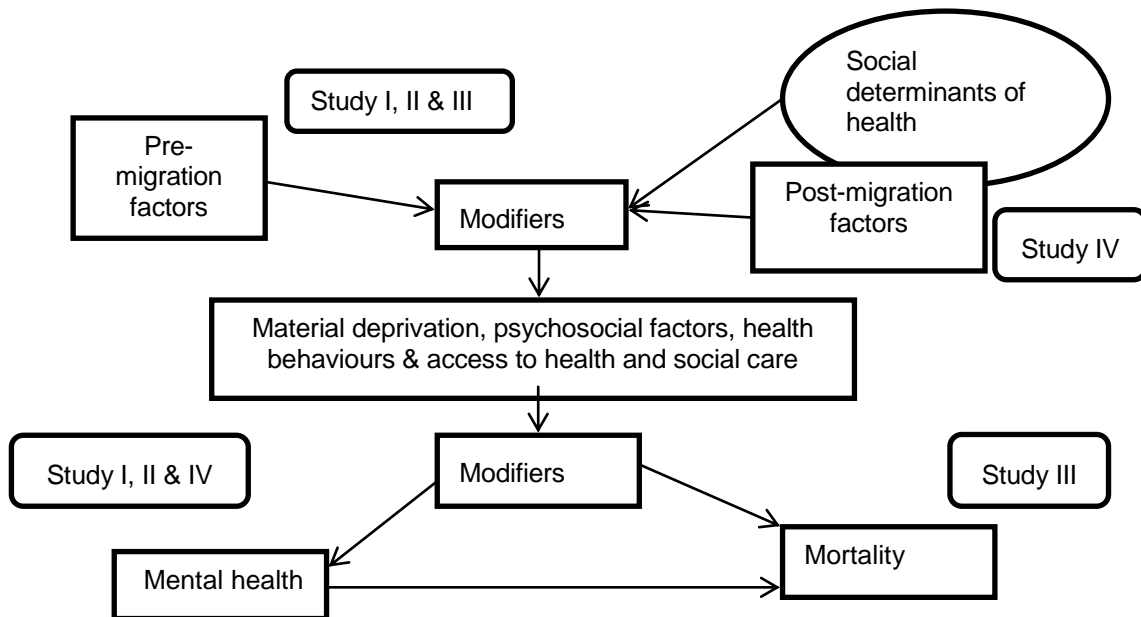 Social
determinants of
health
Study I, II & III
Pre-
migration
factors
Modifiers
Post-migration
factors
Study IV
Material deprivation, psychosocial factors, health
behaviours & access to health and social care
Study I, II & IV
Modifiers
Study III
Mental health
Mortality